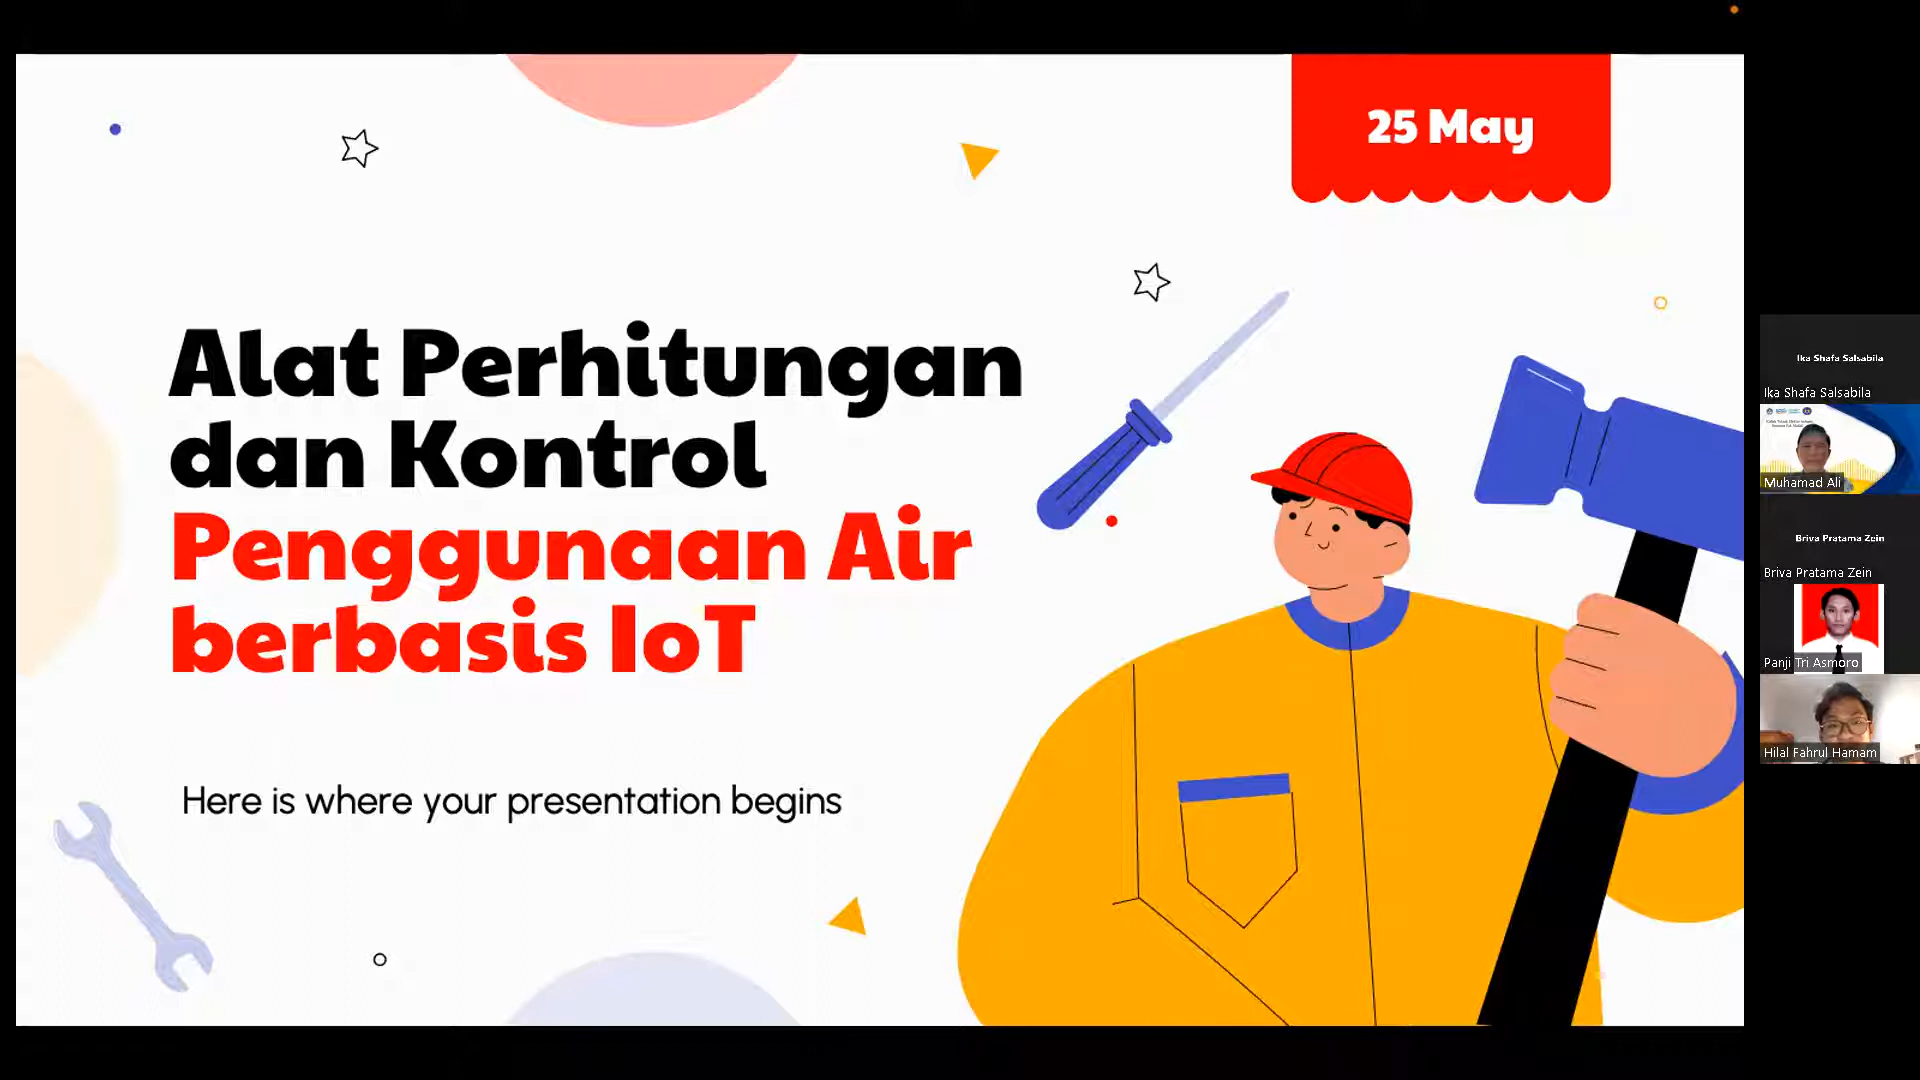 25 May
Alat Perhitungan
dan Kontrol
Penggunaan Air
berbasis IoT
Here is where your presentation begins
Ika Shafa Salsabila
Ika Shafa Salsabila
Muhamad Ali
Briva Pratama Zein
Briva Pratama Zein
Panji Tri Asmoro
Hilal Fahrul Hamam